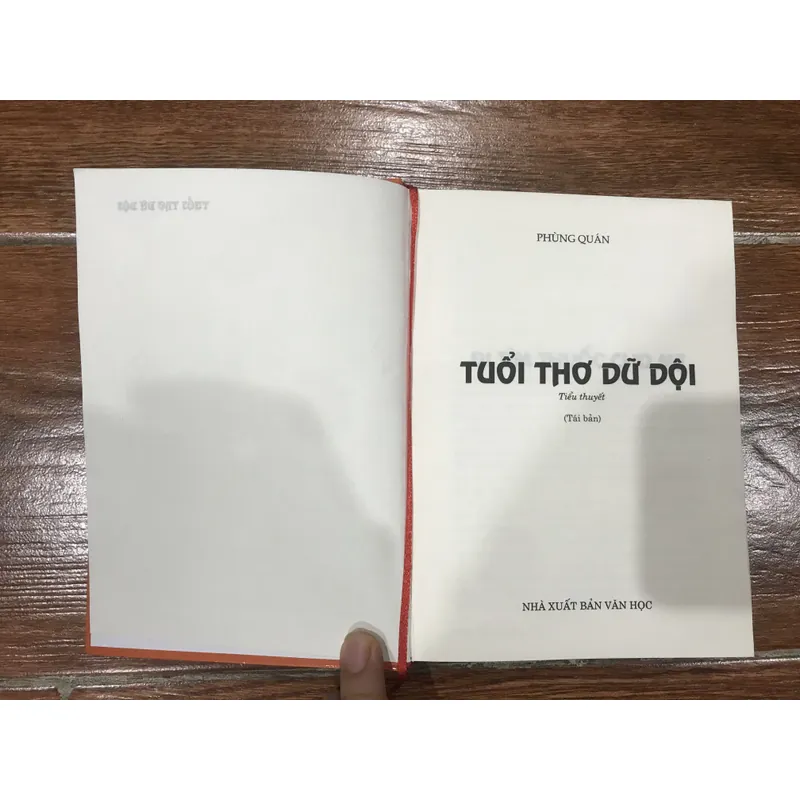 PHÙNG QUÁN
TUỔI THƠ DỮ DỘI
Tiểu thuyết
(Tái bản)
NHÀ XUẤT BẢN VĂN HỌC